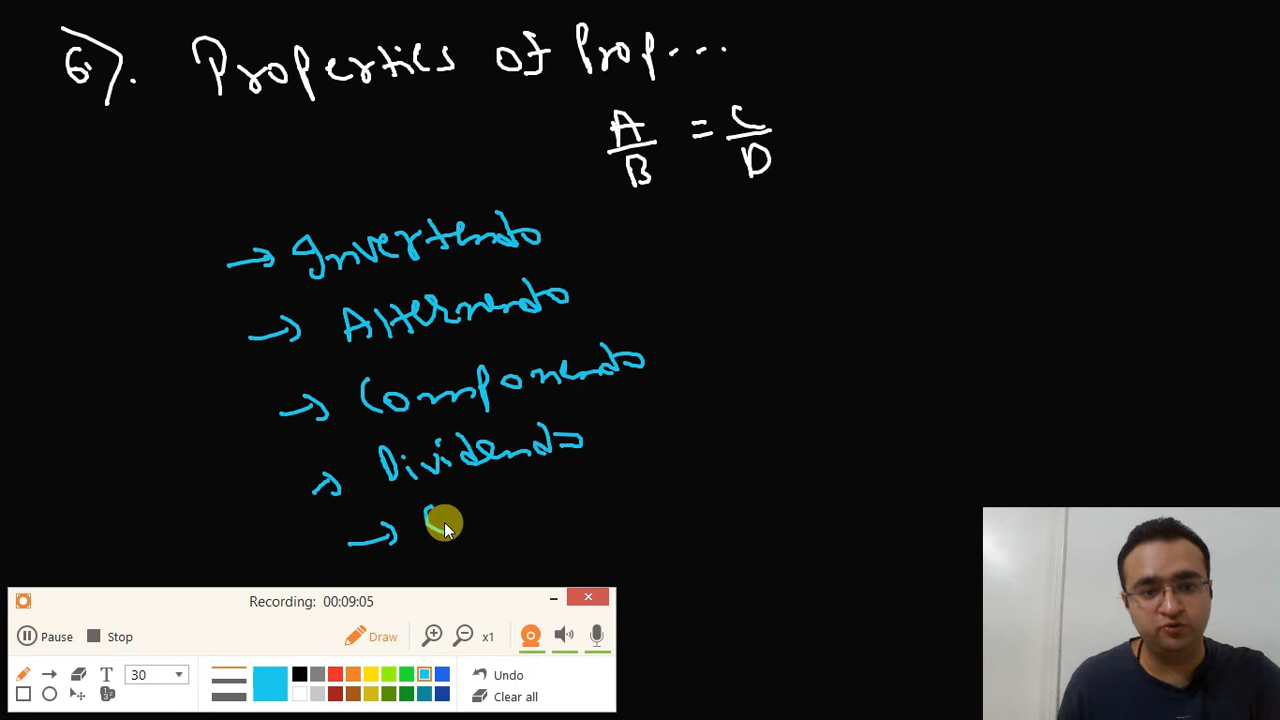 6). Properties of Prop...
A/B = C/D
→ Invertendo
→ Alternendo
→ Componendo
→ Dividendo
→ C
Recording: 00:09:05
Pause Stop Draw x1
T 30 Undo
Clear all